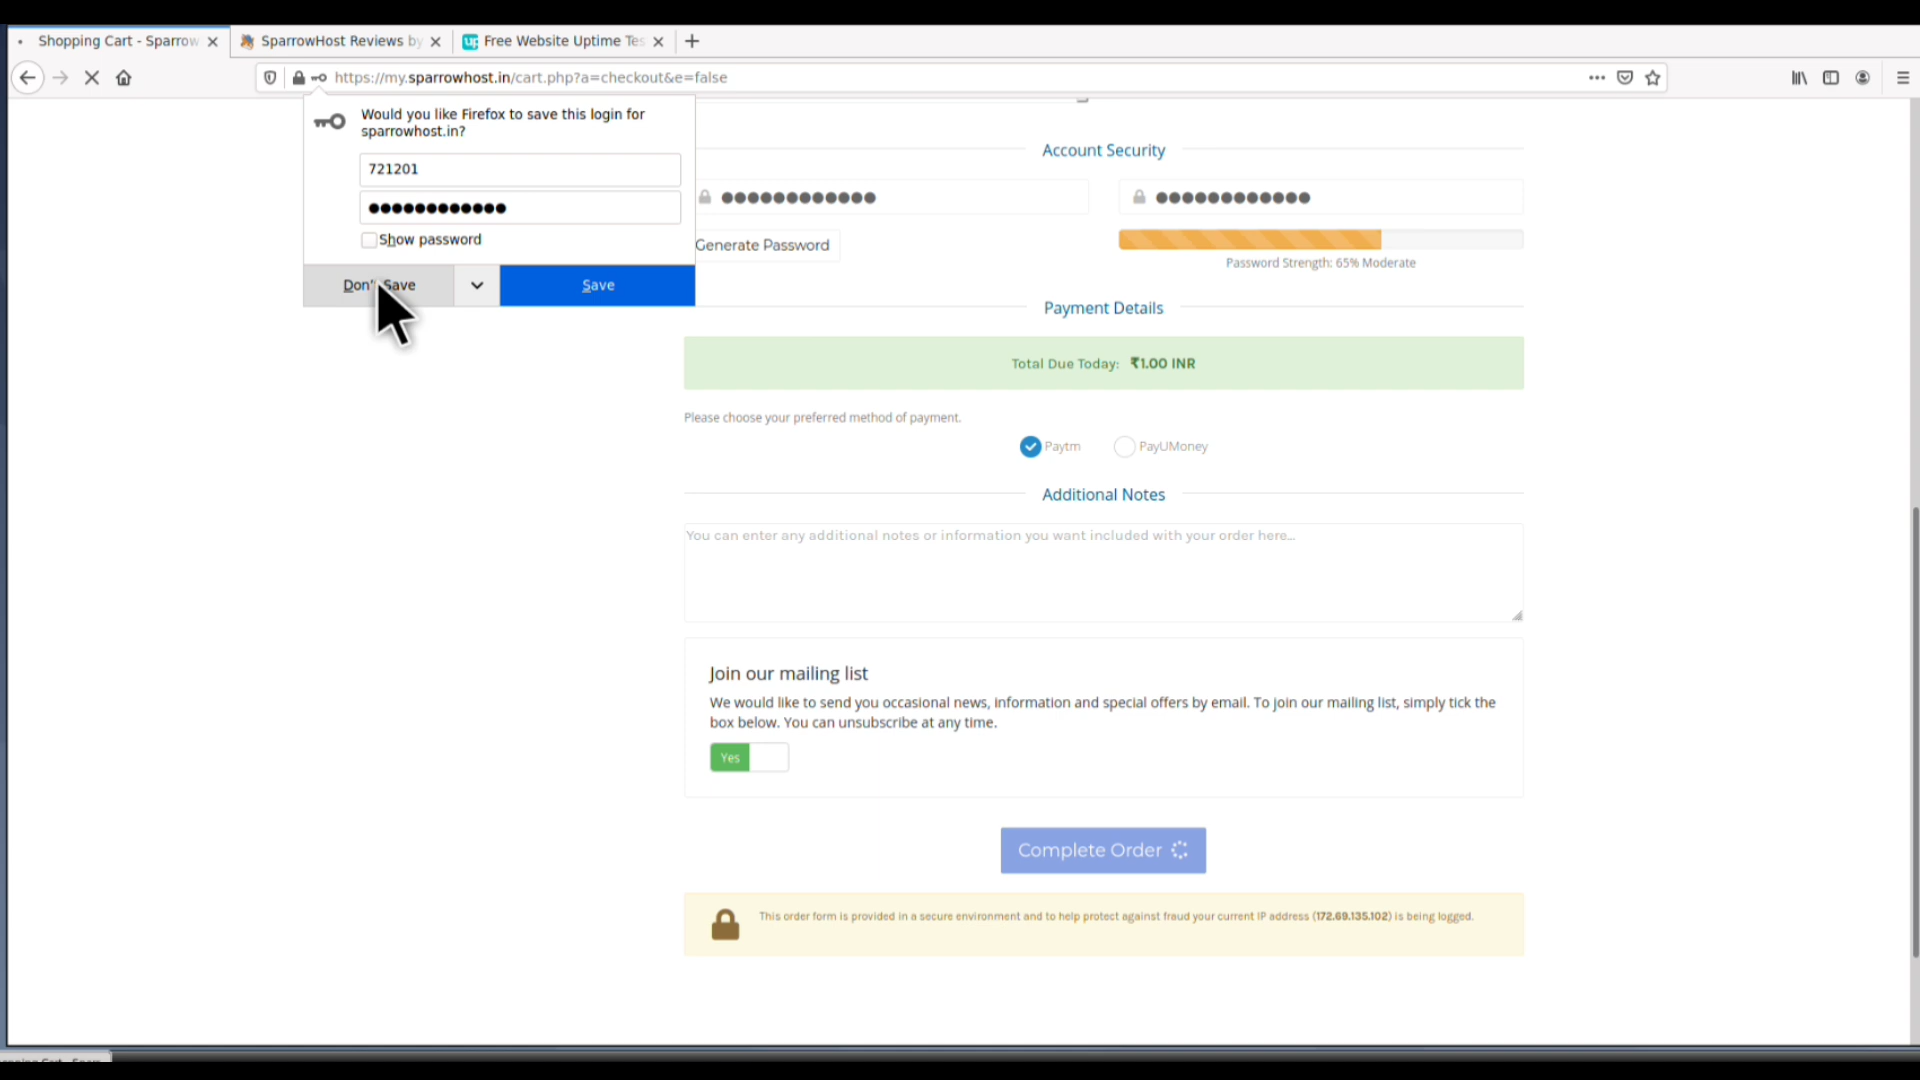 Shopping Cart - Sparrow
SparrowHost Reviews by
Free Website Uptime Tes
https://my.sparrowhost.in/cart.php?a=checkout&e=false
Would you like Firefox to save this login for
sparrowhost.in?
721201
Show password
Don't Save
Save
Account Security
Generate Password
Password Strength: 65% Moderate
Payment Details
Total Due Today: ₹1.00 INR
Please choose your preferred method of payment.
Paytm
PayUMoney
Additional Notes
You can enter any additional notes or information you want included with your order here...
Join our mailing list
We would like to send you occasional news, information and special offers by email. To join our mailing list, simply tick the
box below. You can unsubscribe at any time.
Yes
Complete Order
This order form is provided in a secure environment and to help protect against fraud your current IP address (172.69.135.102) is being logged.